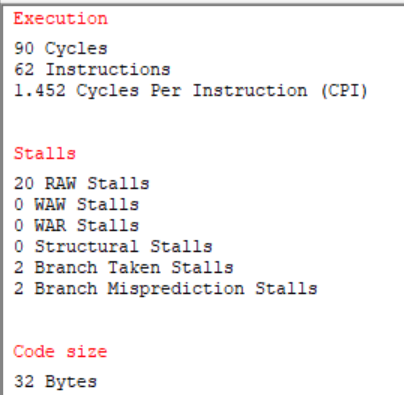 Execution
90 Cycles
62 Instructions
1.452 Cycles Per Instruction (CPI)
Stalls
20 RAW Stalls
0 WAW Stalls
0 WAR Stalls
0 Structural Stalls
2 Branch Taken Stalls
2 Branch Misprediction Stalls
Code size
32 Bytes